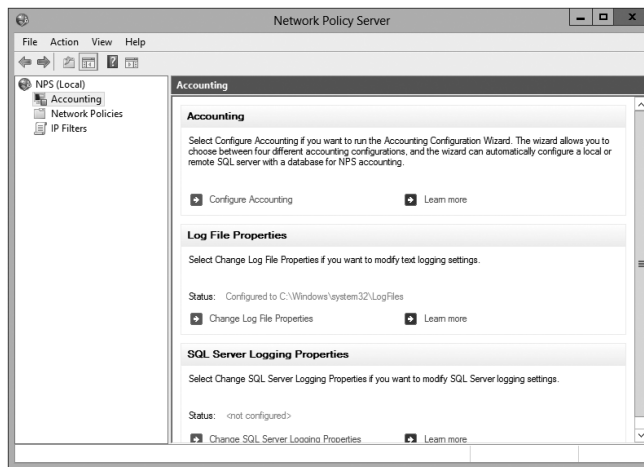 Network Policy Server
File Action View Help
NPS (Local)
Accounting
Network Policies
IP Filters
Accounting
Accounting
Select Configure Accounting if you want to run the Accounting Configuration Wizard. The wizard allows you to
choose between four different accounting configurations, and the wizard can automatically configure a local or
remote SQL server with a database for NPS accounting.
Configure Accounting Learn more
Log File Properties
Select Change Log File Properties if you want to modify text logging settings.
Status: Configured to C:\Windows\system32\LogFiles
Change Log File Properties Learn more
SQL Server Logging Properties
Select Change SQL Server Logging Properties if you want to modify SQL Server logging settings.
Status: <not configured>
Change SQL Server Logging Properties Learn more